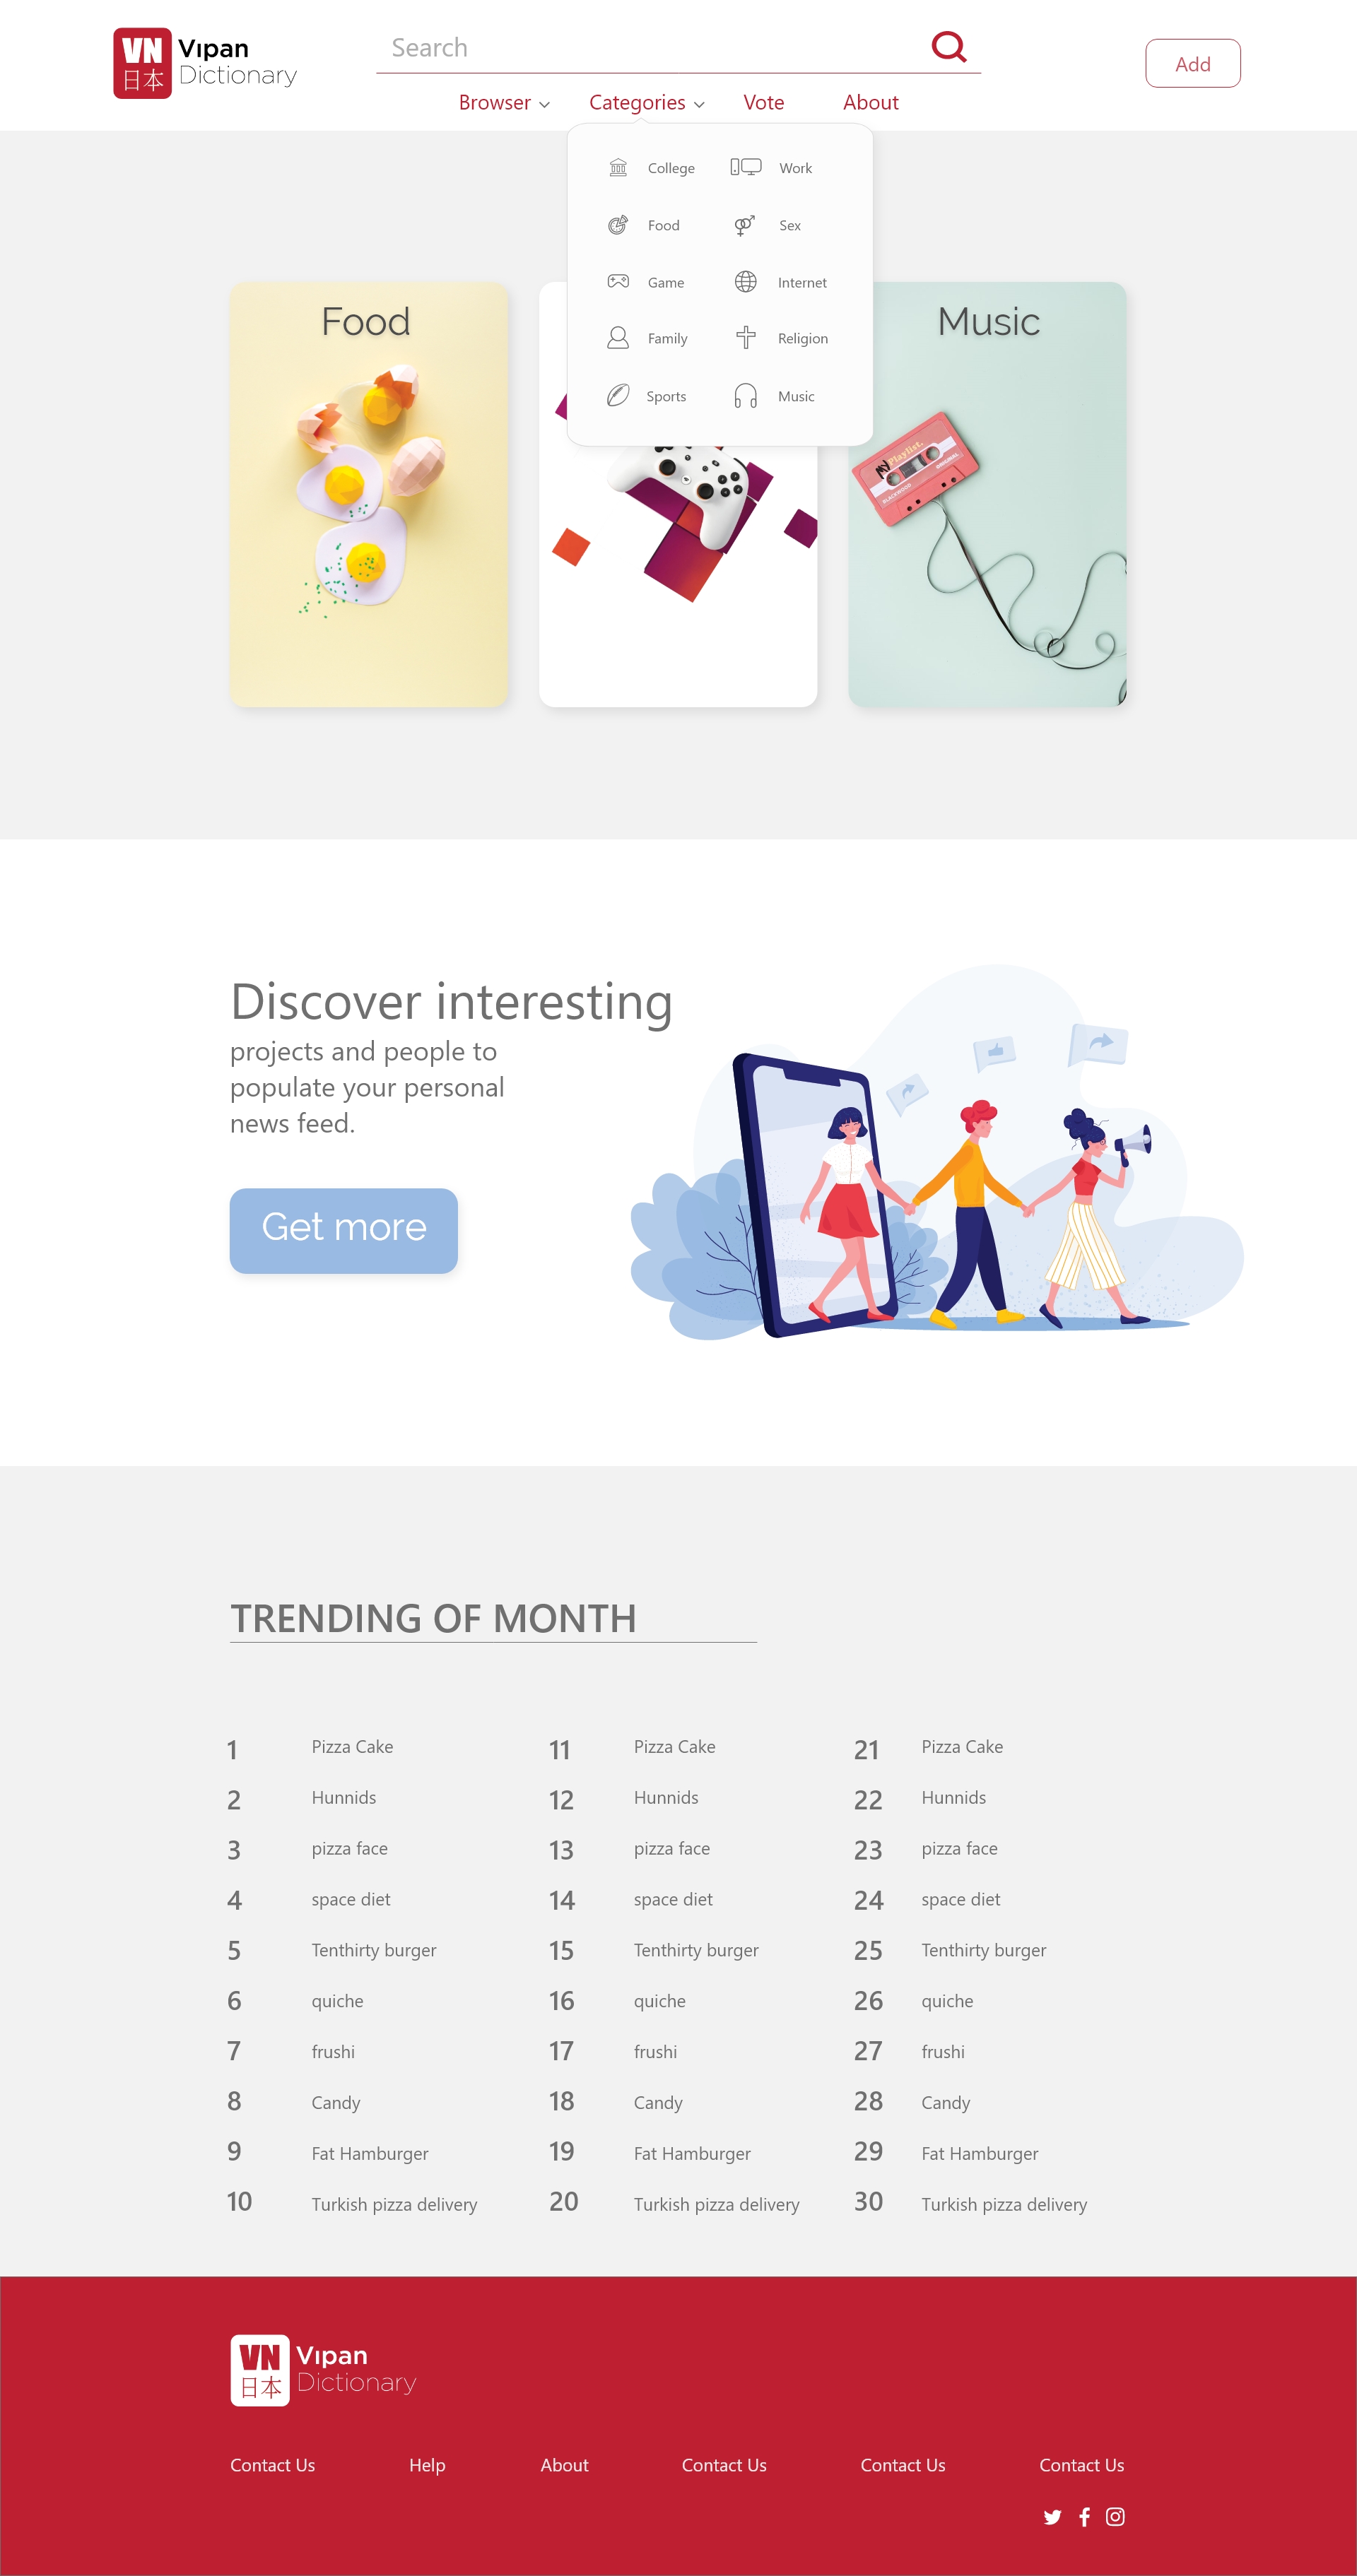 VN
日本
Vıpan
Dictionary
Search
Add
Browser
Categories
Vote
About
College
Work
Food
Sex
Game
Internet
Family
Religion
Sports
Music
Food
Music
My Playlist.
BLACKWOOD
ORIGINAL
Discover interesting
projects and people to
populate your personal
news feed.
Get more
TRENDING OF MONTH
1 Pizza Cake
2 Hunnids
3 pizza face
4 space diet
5 Tenthirty burger
6 quiche
7 frushi
8 Candy
9 Fat Hamburger
10 Turkish pizza delivery
11 Pizza Cake
12 Hunnids
13 pizza face
14 space diet
15 Tenthirty burger
16 quiche
17 frushi
18 Candy
19 Fat Hamburger
20 Turkish pizza delivery
21 Pizza Cake
22 Hunnids
23 pizza face
24 space diet
25 Tenthirty burger
26 quiche
27 frushi
28 Candy
29 Fat Hamburger
30 Turkish pizza delivery
VN
日本
Vıpan
Dictionary
Contact Us
Help
About
Contact Us
Contact Us
Contact Us